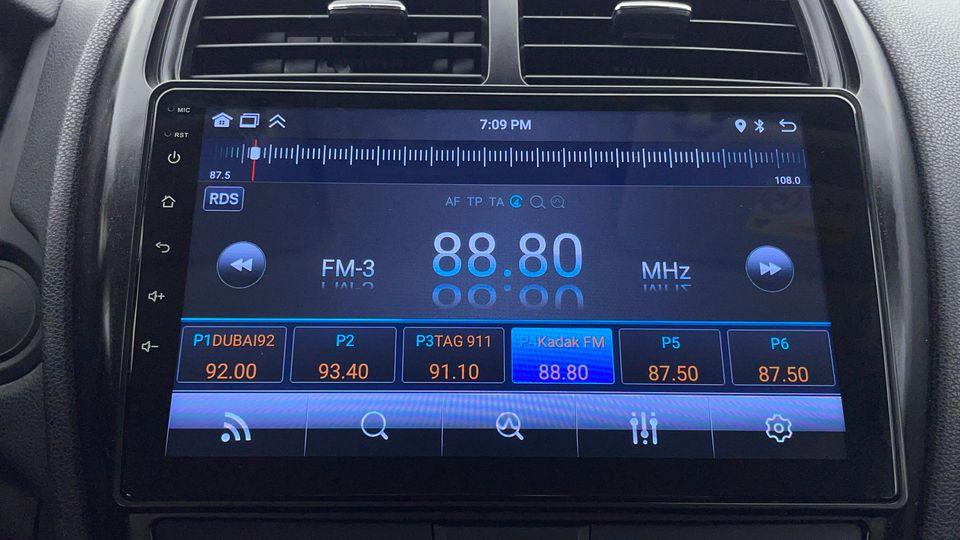 MIC
7:09 PM
RST
87.5
108.0
RDS
AF TP TA
88.80
FM-3
MHz
P1DUBAI92
P2
P3TAG 911
P4Kadak FM
P5
P6
92.00
93.40
91.10
88.80
87.50
87.50